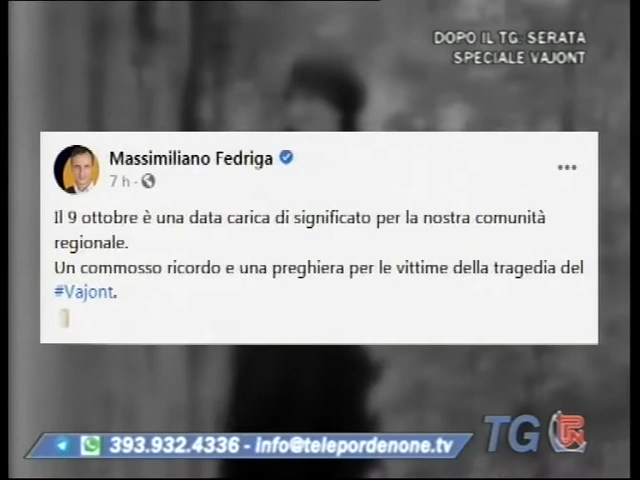 DOPO IL TG: SERATA
SPECIALE VAJONT
Massimiliano Fedriga
7 h ·
Il 9 ottobre è una data carica di significato per la nostra comunità
regionale.
Un commosso ricordo e una preghiera per le vittime della tragedia del
#Vajont.
393.932.4336 - info@telepordenone.tv
TG